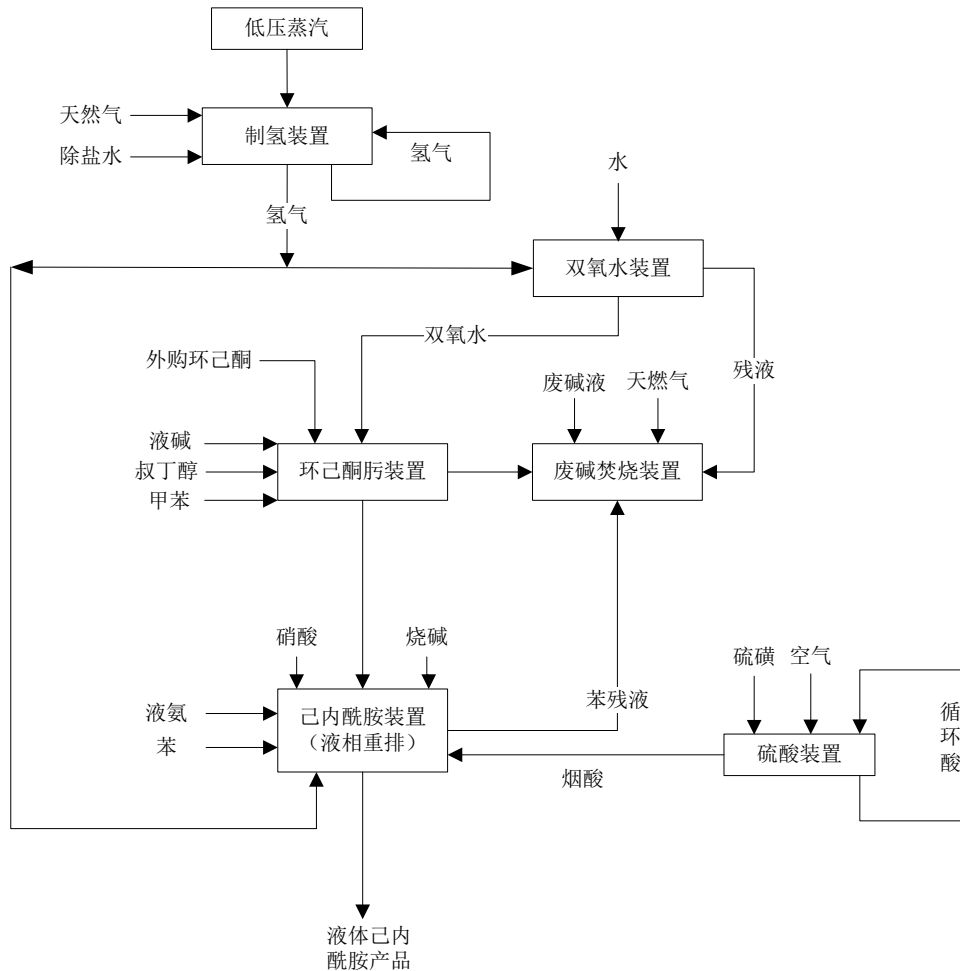 低压蒸汽
天然气
制氢装置
氢气
除盐水
水
氢气
双氧水装置
双氧水
外购环己酮
残液
废碱液
天燃气
液碱
叔丁醇
环己酮肟装置
废碱焚烧装置
甲苯
硝酸
烧碱
硫磺
空气
苯残液
液氨
己内酰胺装置
（液相重排）
苯
循
环
酸
硫酸装置
烟酸
液体己内
酰胺产品